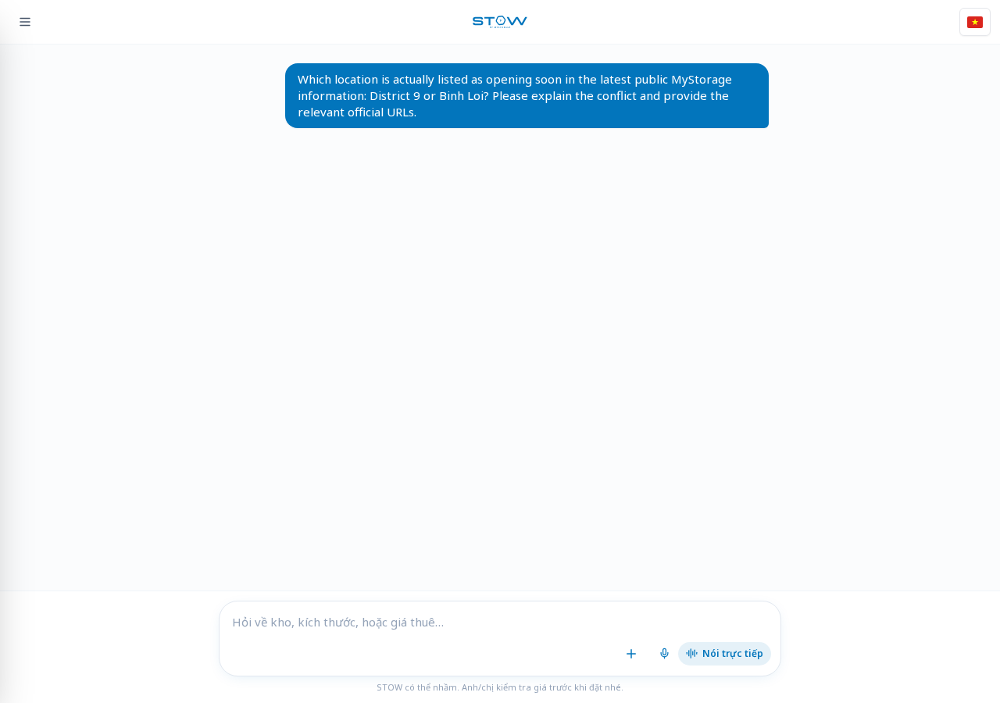 STOW
Which location is actually listed as opening soon in the latest public MyStorage
information: District 9 or Binh Loi? Please explain the conflict and provide the
relevant official URLs.
Hỏi về kho, kích thước, hoặc giá thuê...
Nói trực tiếp
STOW có thể nhầm. Anh/chị kiểm tra giá trước khi đặt nhé.